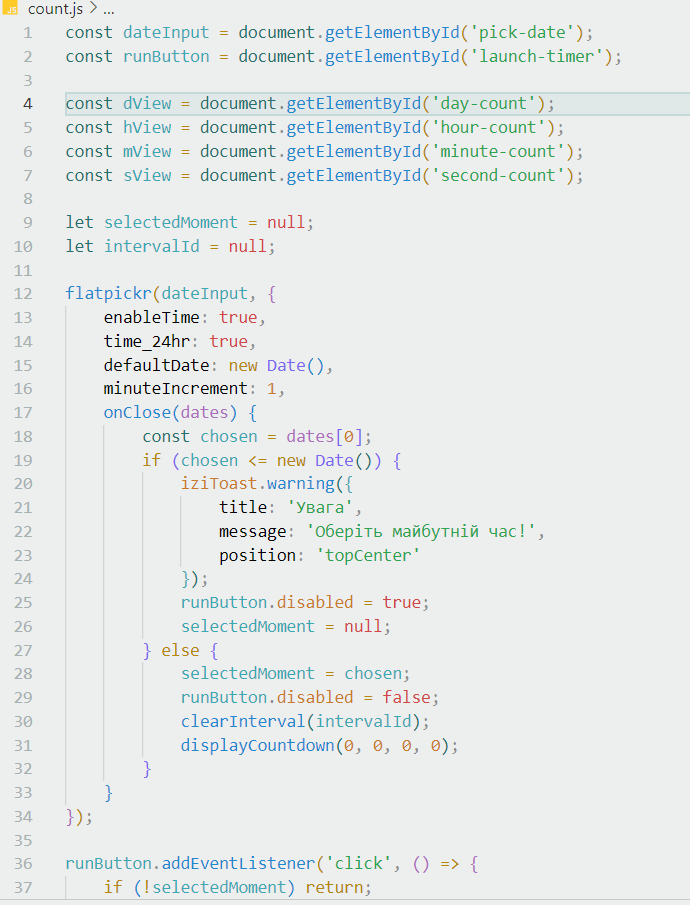 JS count.js > ...
1 const dateInput = document.getElementById('pick-date');
2 const runButton = document.getElementById('launch-timer');
3
4 const dView = document.getElementById('day-count');
5 const hView = document.getElementById('hour-count');
6 const mView = document.getElementById('minute-count');
7 const sView = document.getElementById('second-count');
8
9 let selectedMoment = null;
10 let intervalId = null;
11
12 flatpickr(dateInput, {
13     enableTime: true,
14     time_24hr: true,
15     defaultDate: new Date(),
16     minuteIncrement: 1,
17     onClose(dates) {
18         const chosen = dates[0];
19         if (chosen <= new Date()) {
20             iziToast.warning({
21                 title: 'Увага',
22                 message: 'Оберіть майбутній час!',
23                 position: 'topCenter'
24             });
25             runButton.disabled = true;
26             selectedMoment = null;
27         } else {
28             selectedMoment = chosen;
29             runButton.disabled = false;
30             clearInterval(intervalId);
31             displayCountdown(0, 0, 0, 0);
32         }
33     }
34 });
35
36 runButton.addEventListener('click', () => {
37     if (!selectedMoment) return;